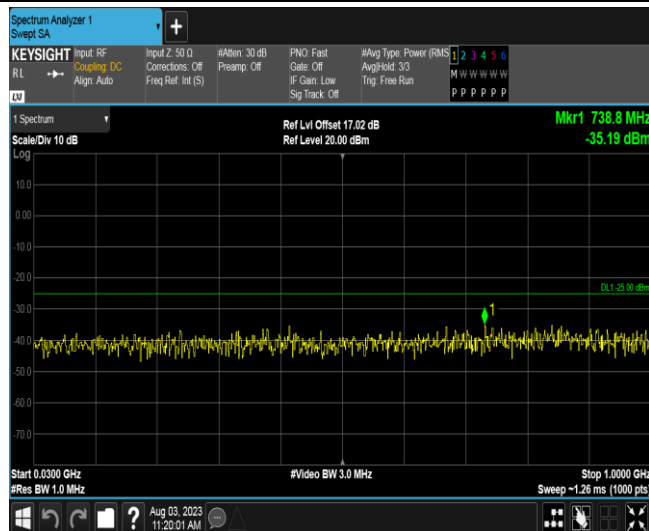 Spectrum Analyzer 1
Swept SA
+
KEYSIGHT Input: RF Input Z: 50 Ω #Atten: 30 dB PNO: Fast #Avg Type: Power (RMS 1 2 3 4 5 6
RL Coupling: DC Corrections: Off Preamp: Off Gate: Off Avg|Hold: 3/3 M W W W W W
Align: Auto Freq Ref: Int (S) IF Gain: Low Trig: Free Run
Sig Track: Off P P P P P P
LXI
1 Spectrum
Scale/Div 10 dB
Ref Lvl Offset 17.02 dB
Ref Level 20.00 dBm
Mkr1 738.8 MHz
-35.19 dBm
Log
10.0
0.00
-10.0
-20.0
DL1 -25.00 dBm
-30.0
1
-40.0
-50.0
-60.0
-70.0
Start 0.0300 GHz #Video BW 3.0 MHz Stop 1.0000 GHz
#Res BW 1.0 MHz Sweep ~1.26 ms (1000 pts)
? Aug 03, 2023
11:20:01 AM